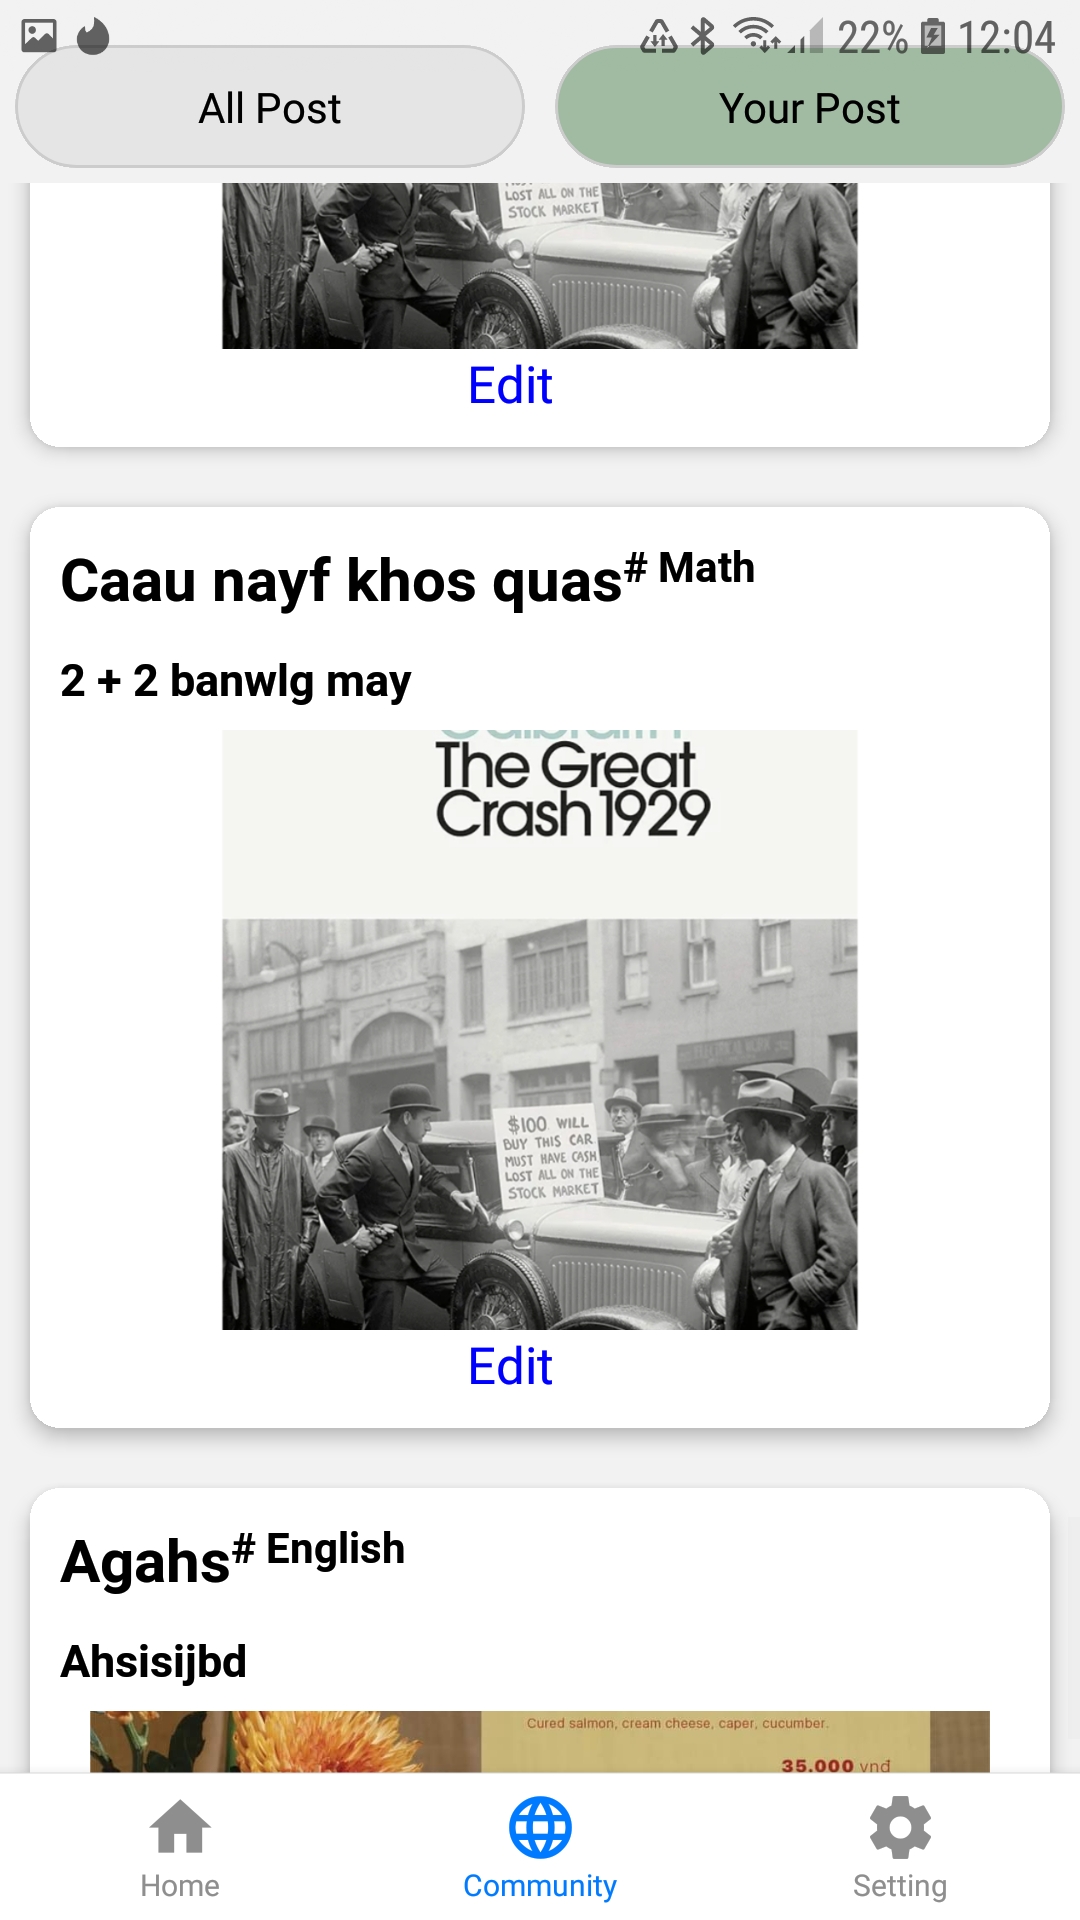 22% 12:04
All Post
Your Post
LOST ALL ON THE
STOCK MARKET
Edit
Caau nayf khos quas# Math
2 + 2 banwlg may
The Great
Crash 1929
$100 WILL
BUY THIS CAR
MUST HAVE CASH
LOST ALL ON THE
STOCK MARKET
Edit
Agahs# English
Ahsisijbd
Cured salmon, cream cheese, caper, cucumber.
35.000 vnđ
Home
Community
Setting